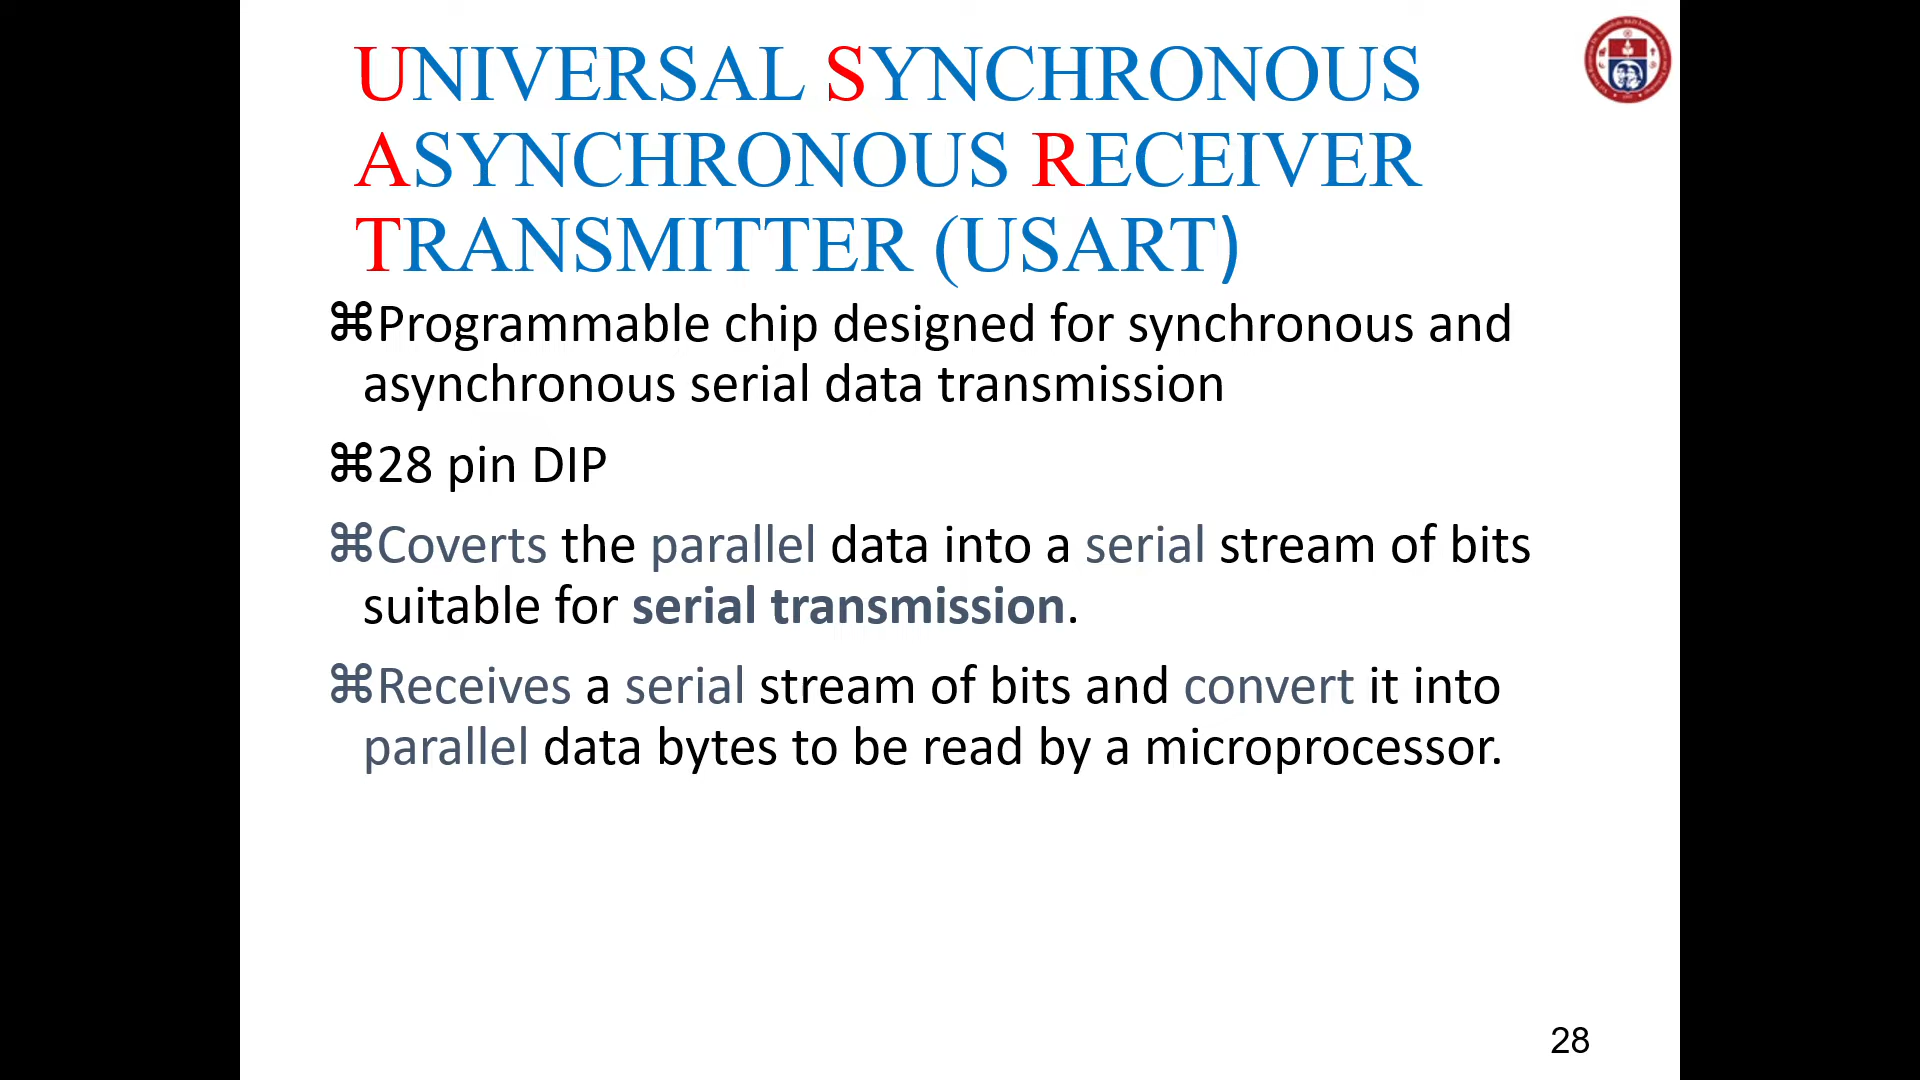 UNIVERSAL SYNCHRONOUS
ASYNCHRONOUS RECEIVER
TRANSMITTER (USART)
⌘Programmable chip designed for synchronous and
asynchronous serial data transmission
⌘28 pin DIP
⌘Coverts the parallel data into a serial stream of bits
suitable for serial transmission.
⌘Receives a serial stream of bits and convert it into
parallel data bytes to be read by a microprocessor.
28